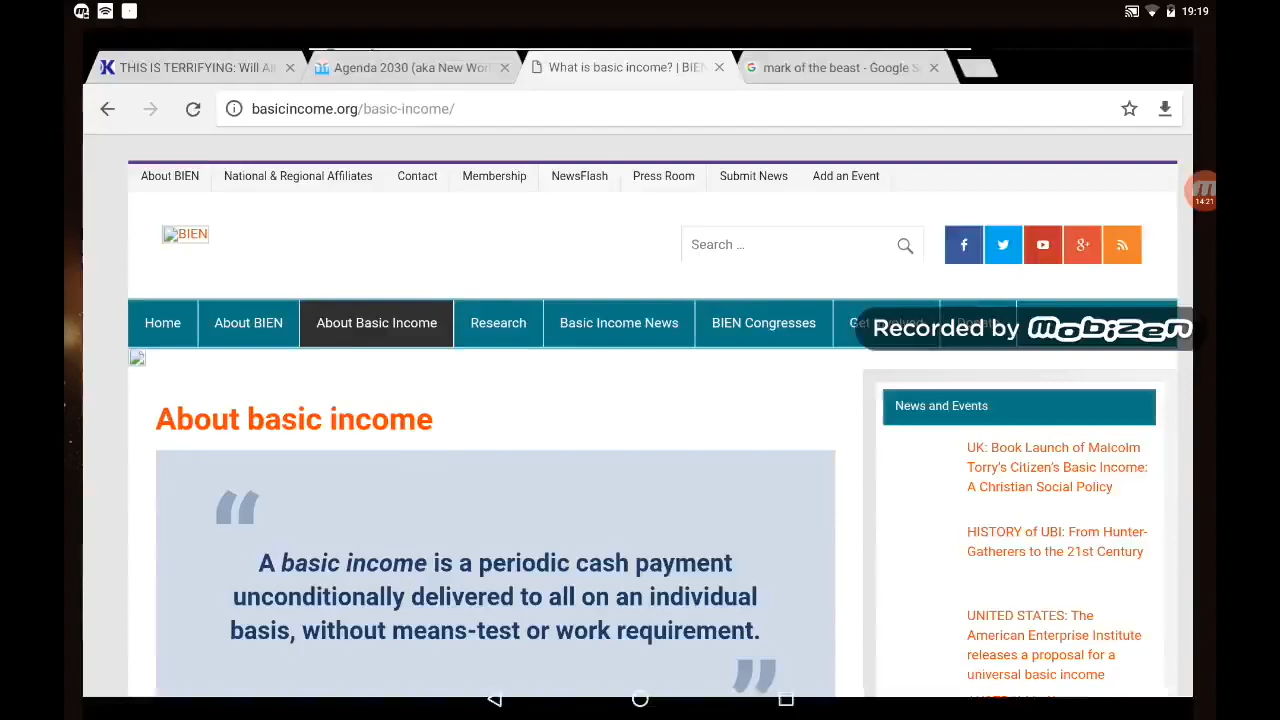 19:19
THIS IS TERRIFYING: Will Al
Agenda 2030 (aka New Wor
What is basic income? | BIEN
mark of the beast - Google S
basicincome.org/basic-income/
About BIEN
National & Regional Affiliates
Contact
Membership
NewsFlash
Press Room
Submit News
Add an Event
14:21
BIEN
Search ...
Home
About BIEN
About Basic Income
Research
Basic Income News
BIEN Congresses
Recorded by mobizen
About basic income
News and Events
“
UK: Book Launch of Malcolm
Torry's Citizen's Basic Income:
A Christian Social Policy
HISTORY of UBI: From Hunter-
Gatherers to the 21st Century
A basic income is a periodic cash payment
unconditionally delivered to all on an individual
basis, without means-test or work requirement.
”
UNITED STATES: The
American Enterprise Institute
releases a proposal for a
universal basic income